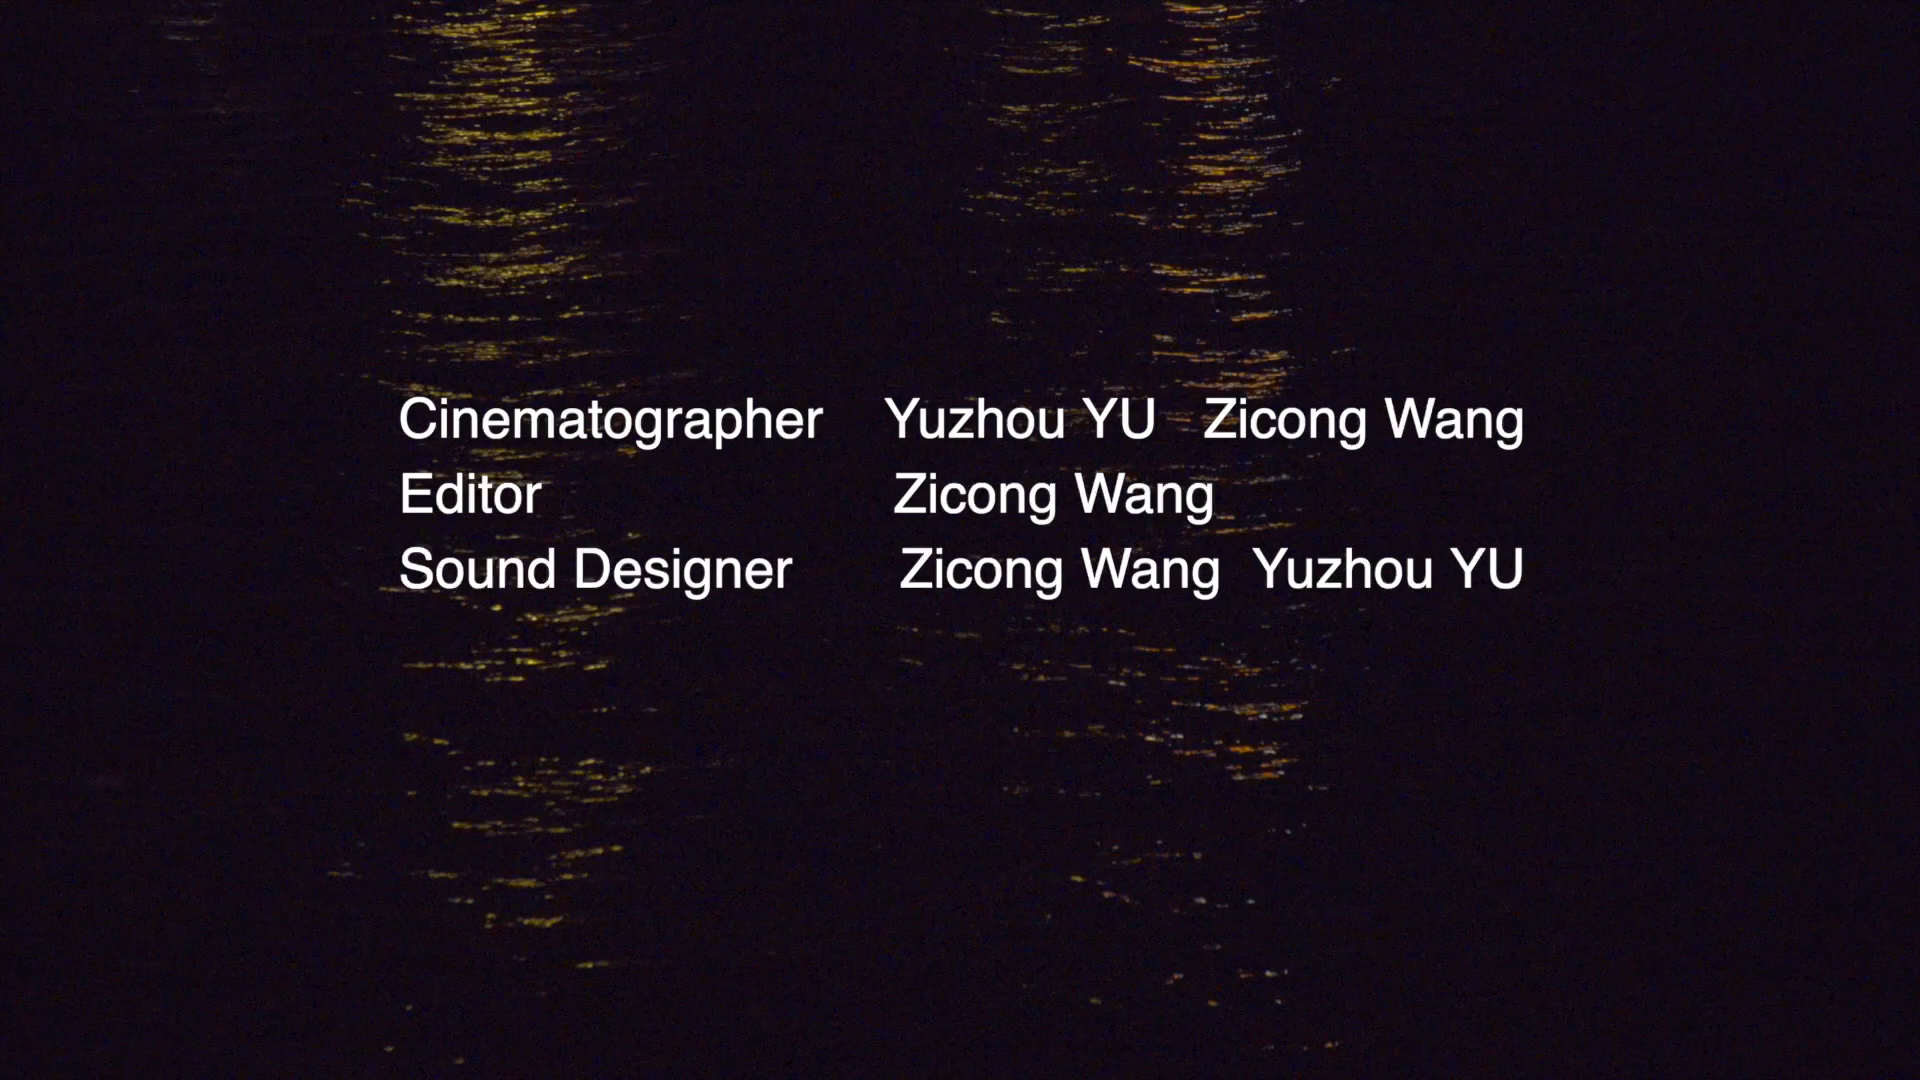 Cinematographer Yuzhou YU Zicong Wang
Editor Zicong Wang
Sound Designer Zicong Wang Yuzhou YU